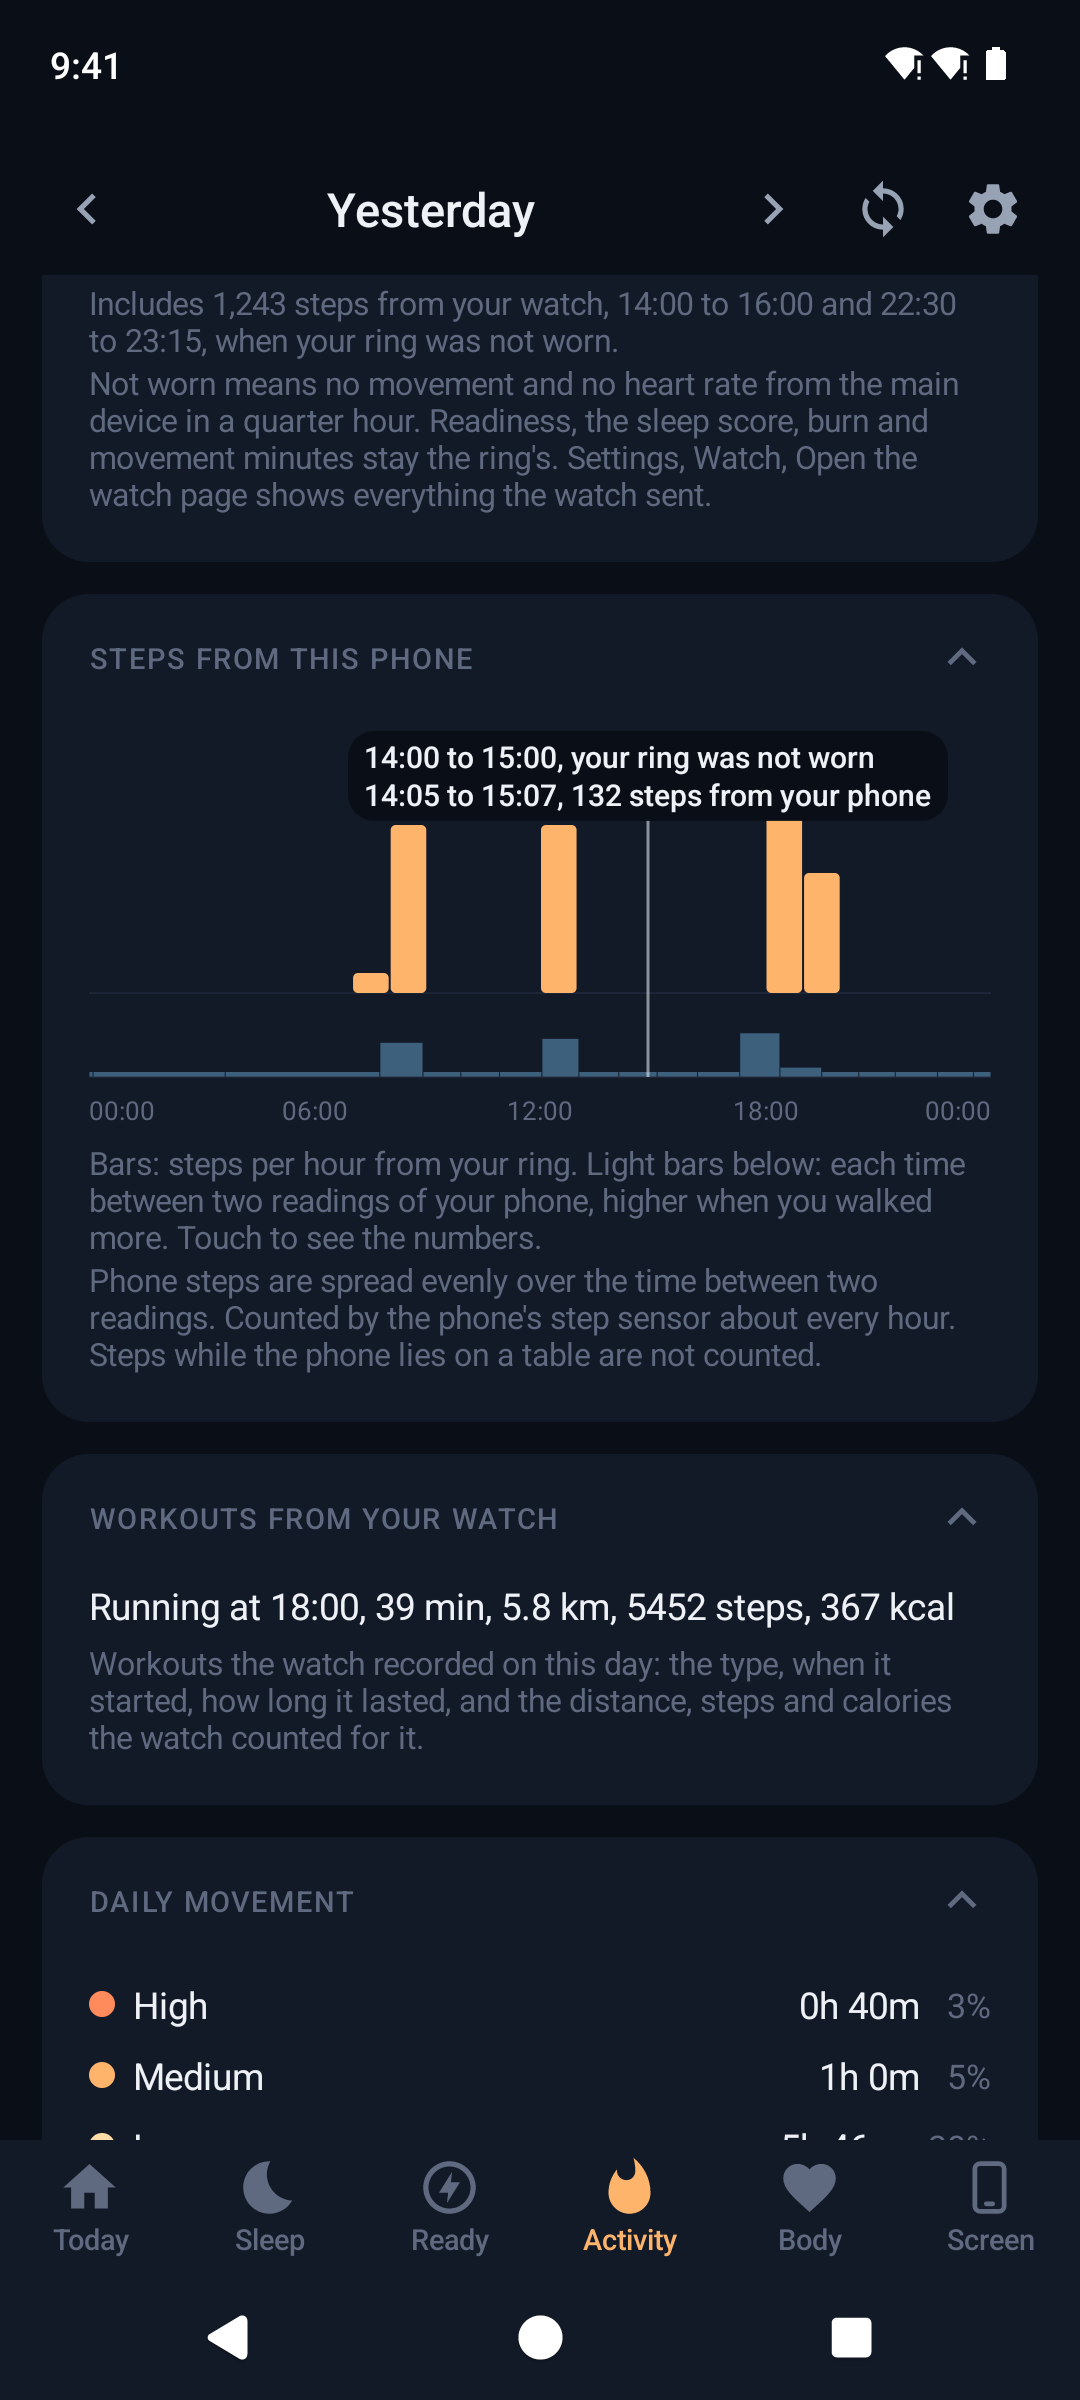 9:41
Yesterday
Includes 1,243 steps from your watch, 14:00 to 16:00 and 22:30
to 23:15, when your ring was not worn.
Not worn means no movement and no heart rate from the main
device in a quarter hour. Readiness, the sleep score, burn and
movement minutes stay the ring's. Settings, Watch, Open the
watch page shows everything the watch sent.
STEPS FROM THIS PHONE
14:00 to 15:00, your ring was not worn
14:05 to 15:07, 132 steps from your phone
00:00 06:00 12:00 18:00 00:00
Bars: steps per hour from your ring. Light bars below: each time
between two readings of your phone, higher when you walked
more. Touch to see the numbers.
Phone steps are spread evenly over the time between two
readings. Counted by the phone's step sensor about every hour.
Steps while the phone lies on a table are not counted.
WORKOUTS FROM YOUR WATCH
Running at 18:00, 39 min, 5.8 km, 5452 steps, 367 kcal
Workouts the watch recorded on this day: the type, when it
started, how long it lasted, and the distance, steps and calories
the watch counted for it.
DAILY MOVEMENT
High 0h 40m 3%
Medium 1h 0m 5%
Today Sleep Ready Activity Body Screen